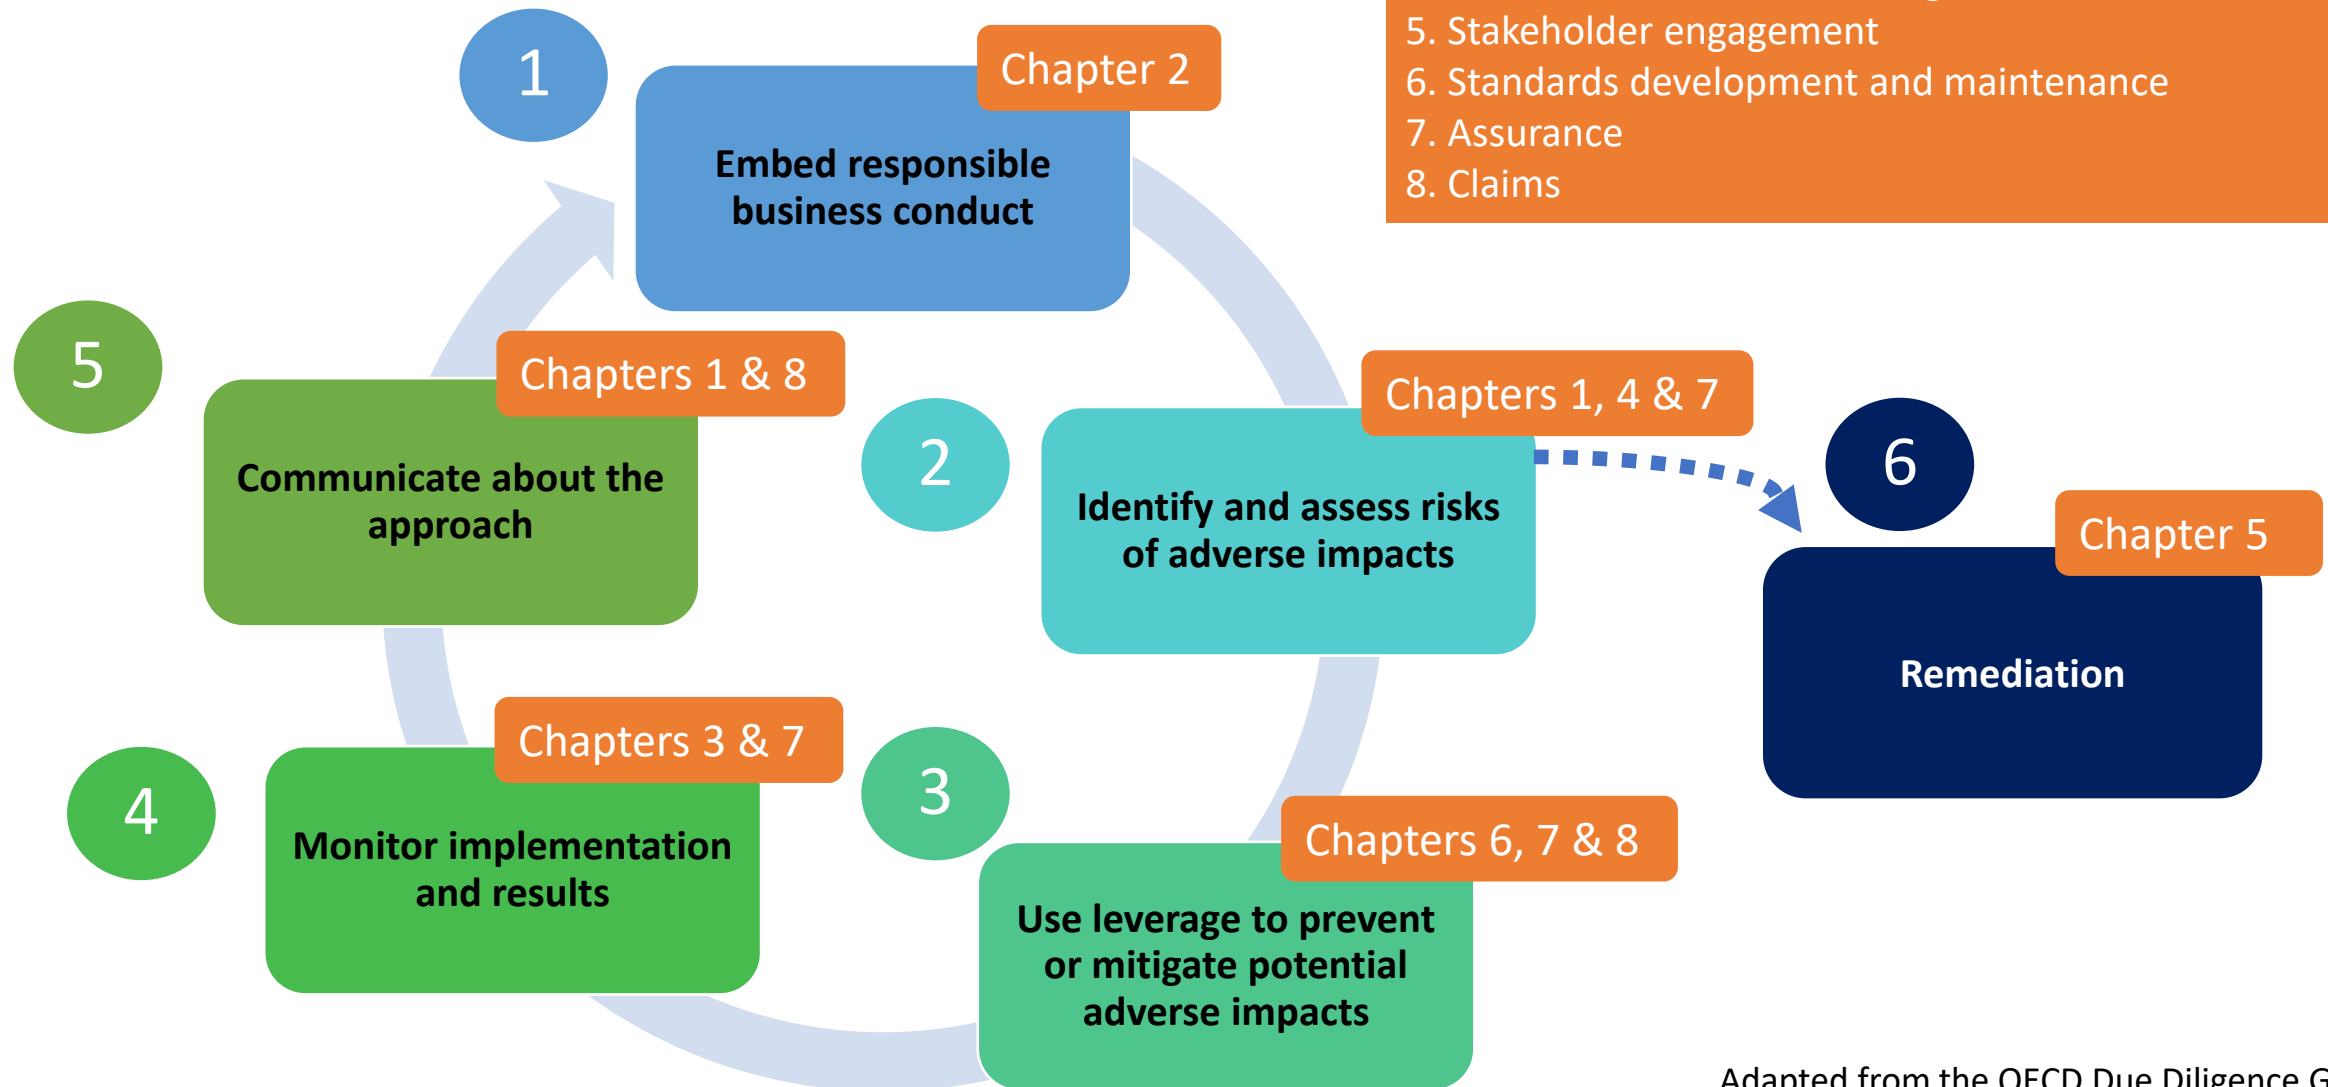 5. Stakeholder engagement
6. Standards development and maintenance
7. Assurance
8. Claims
1
Chapter 2
Embed responsible
business conduct
5
Chapters 1 & 8
Communicate about the
approach
2
Chapters 1, 4 & 7
Identify and assess risks
of adverse impacts
6
Chapter 5
Remediation
4
Chapters 3 & 7
Monitor implementation
and results
3
Chapters 6, 7 & 8
Use leverage to prevent
or mitigate potential
adverse impacts
Adapted from the OECD Due Diligence G